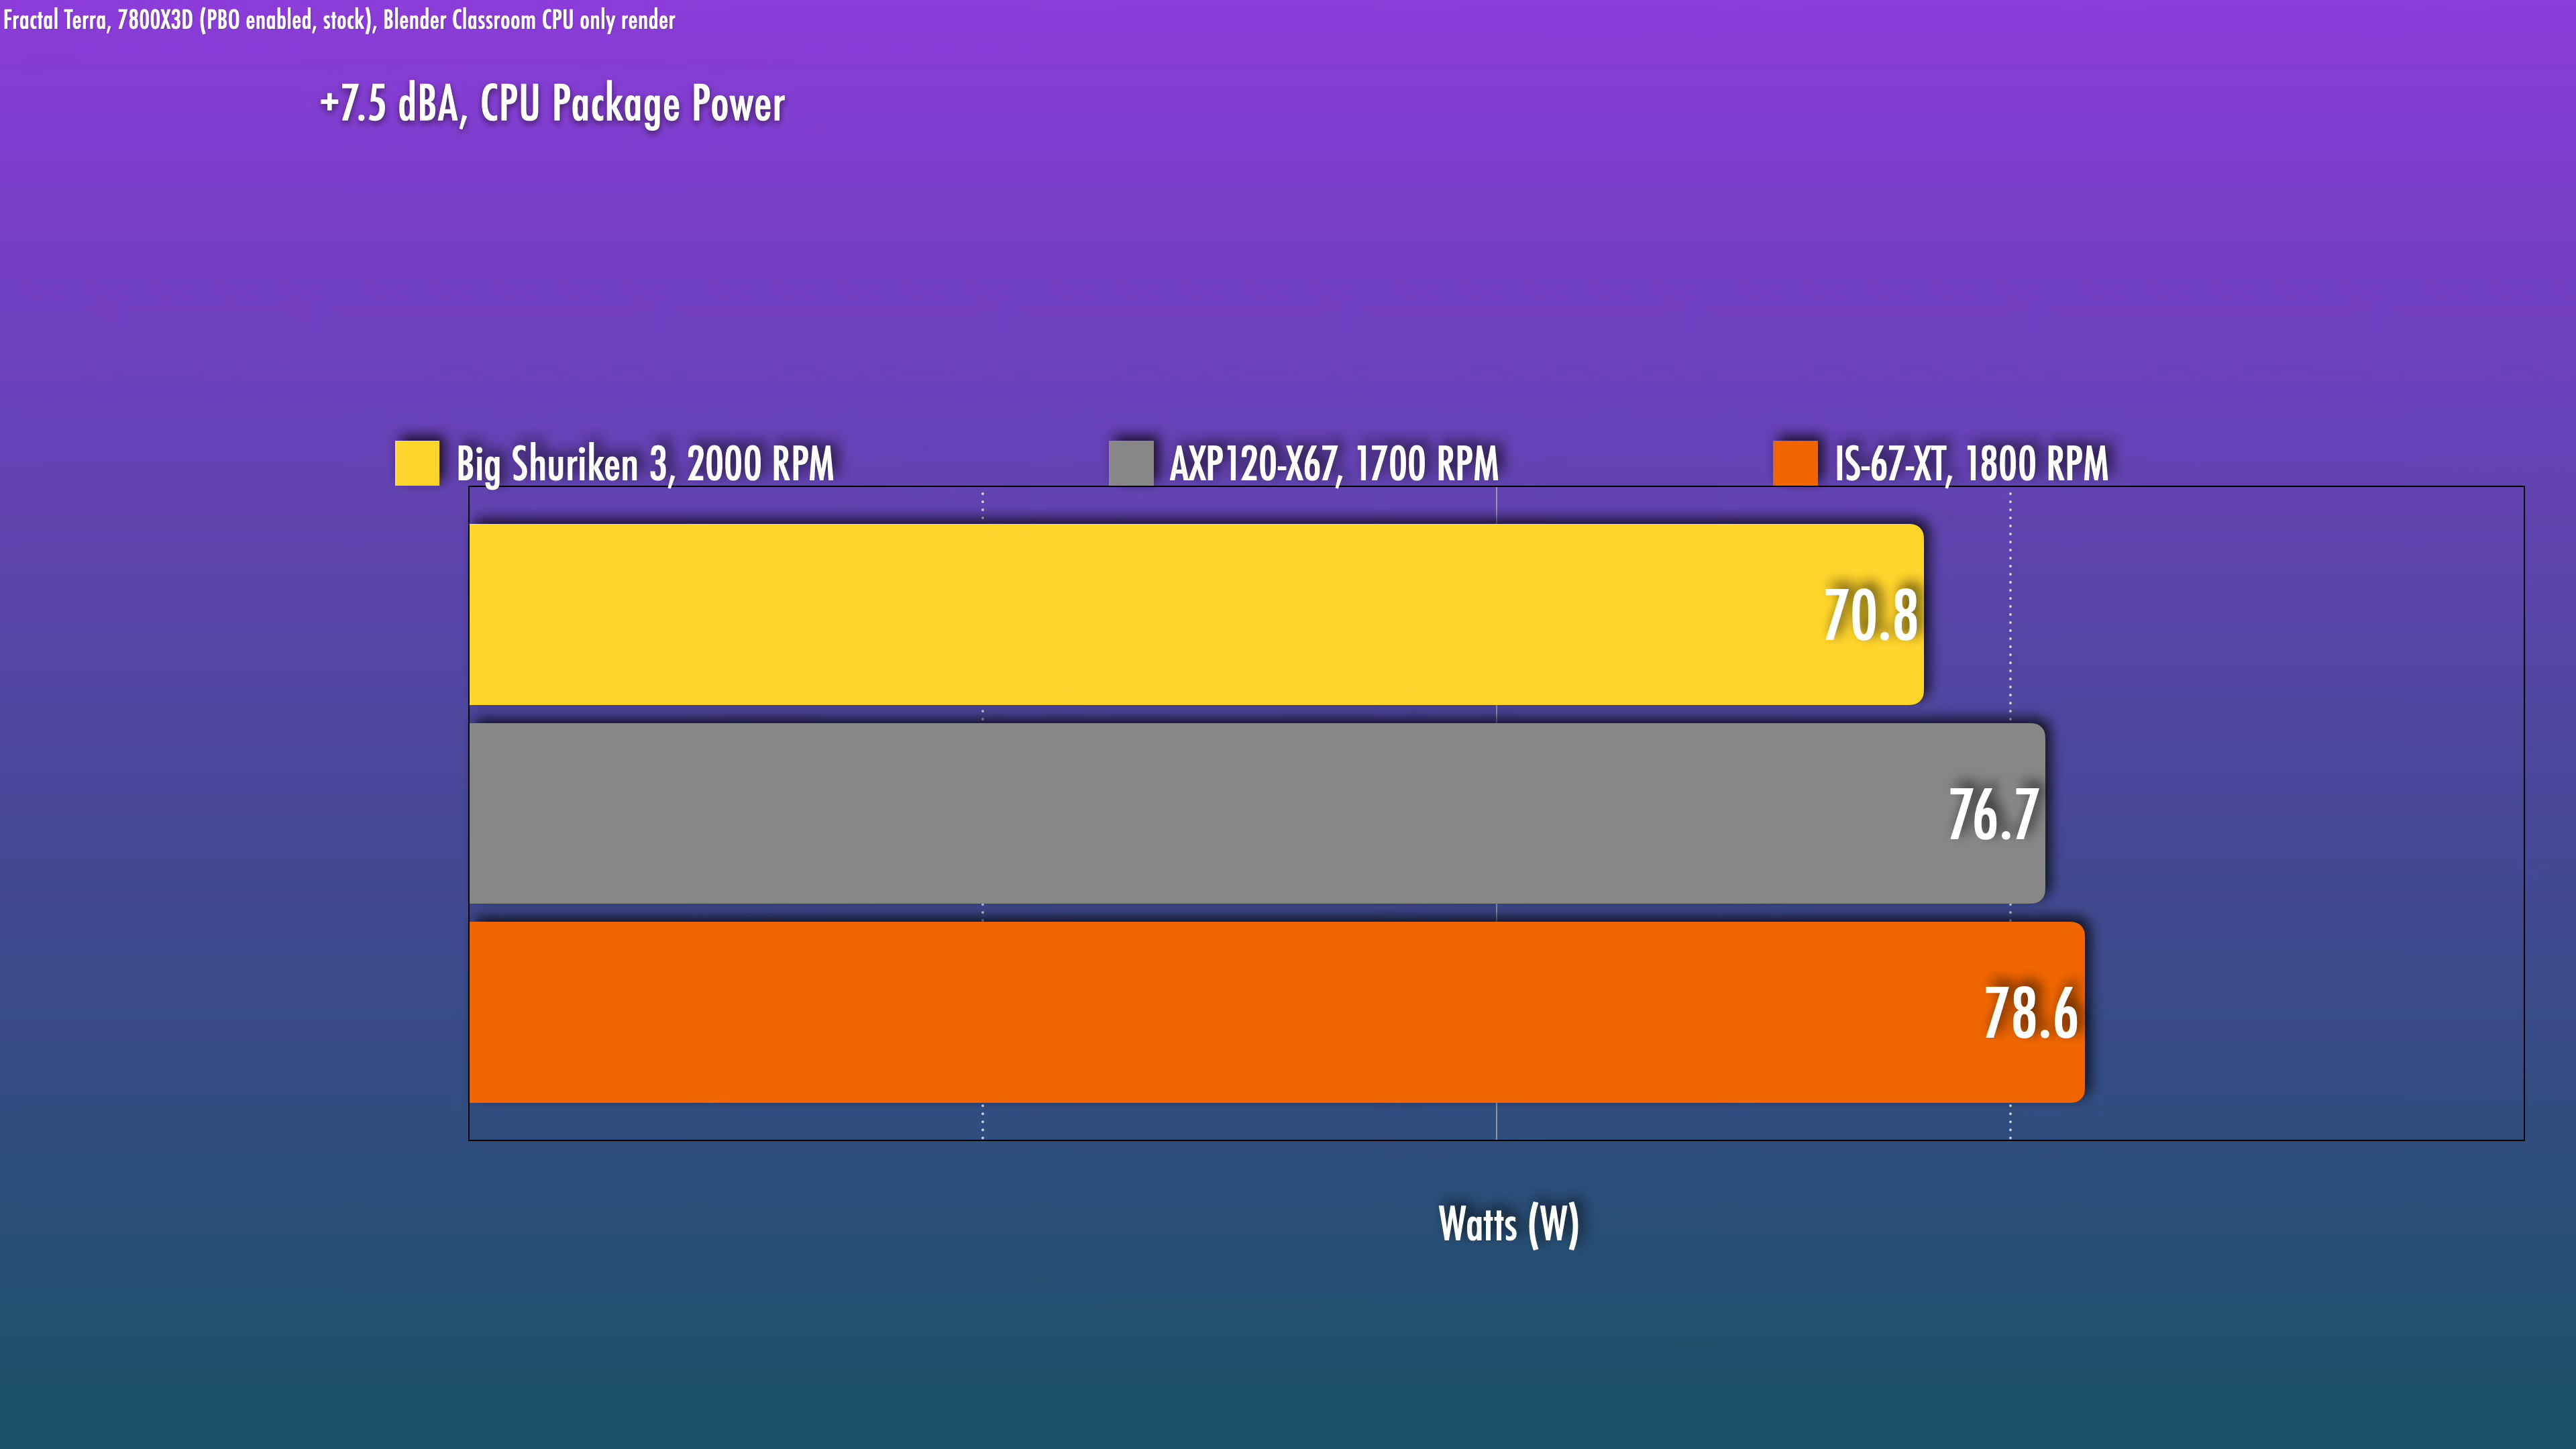 Fractal Terra, 7800X3D (PBO enabled, stock), Blender Classroom CPU only render
+7.5 dBA, CPU Package Power
Big Shuriken 3, 2000 RPM
AXP120-X67, 1700 RPM
IS-67-XT, 1800 RPM
70.8
76.7
78.6
Watts (W)